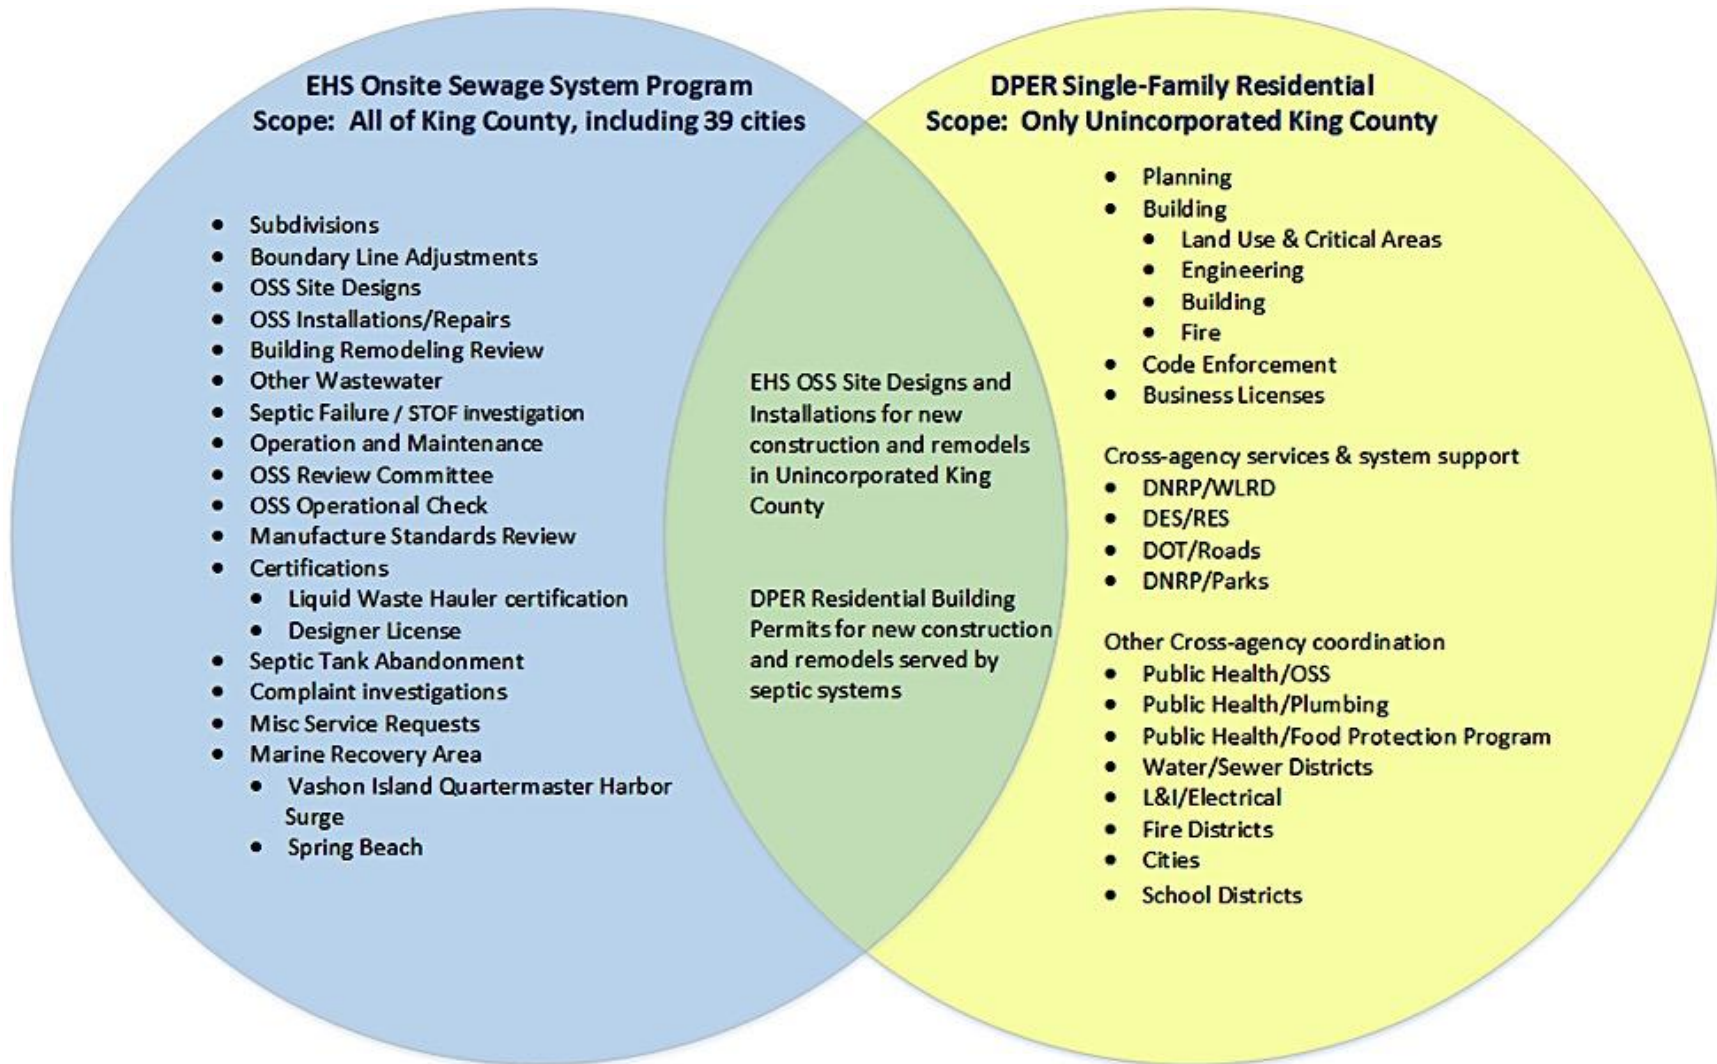 EHS Onsite Sewage System Program
Scope: All of King County, including 39 cities
• Subdivisions
• Boundary Line Adjustments
• OSS Site Designs
• OSS Installations/Repairs
• Building Remodeling Review
• Other Wastewater
• Septic Failure / STOF investigation
• Operation and Maintenance
• OSS Review Committee
• OSS Operational Check
• Manufacture Standards Review
• Certifications
• Liquid Waste Hauler certification
• Designer License
• Septic Tank Abandonment
• Complaint investigations
• Misc Service Requests
• Marine Recovery Area
• Vashon Island Quartermaster Harbor
Surge
• Spring Beach
EHS OSS Site Designs and
Installations for new
construction and remodels
in Unincorporated King
County
DPER Residential Building
Permits for new construction
and remodels served by
septic systems
DPER Single-Family Residential
Scope: Only Unincorporated King County
• Planning
• Building
• Land Use & Critical Areas
• Engineering
• Building
• Fire
• Code Enforcement
• Business Licenses
Cross-agency services & system support
• DNRP/WLRD
• DES/RES
• DOT/Roads
• DNRP/Parks
Other Cross-agency coordination
• Public Health/OSS
• Public Health/Plumbing
• Public Health/Food Protection Program
• Water/Sewer Districts
• L&I/Electrical
• Fire Districts
• Cities
• School Districts